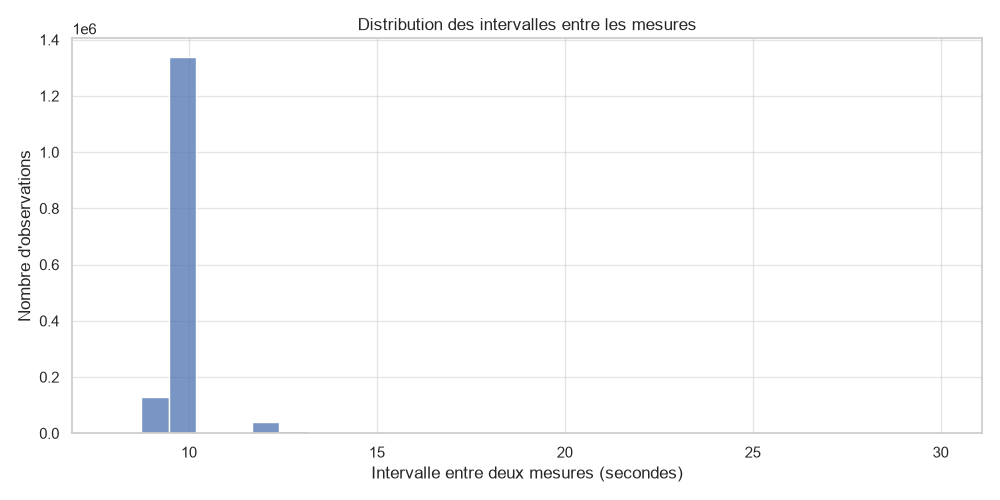 Distribution des intervalles entre les mesures
1e6
1.4
1.2
1.0
0.8
0.6
0.4
0.2
0.0
Nombre d'observations
10 15 20 25 30
Intervalle entre deux mesures (secondes)